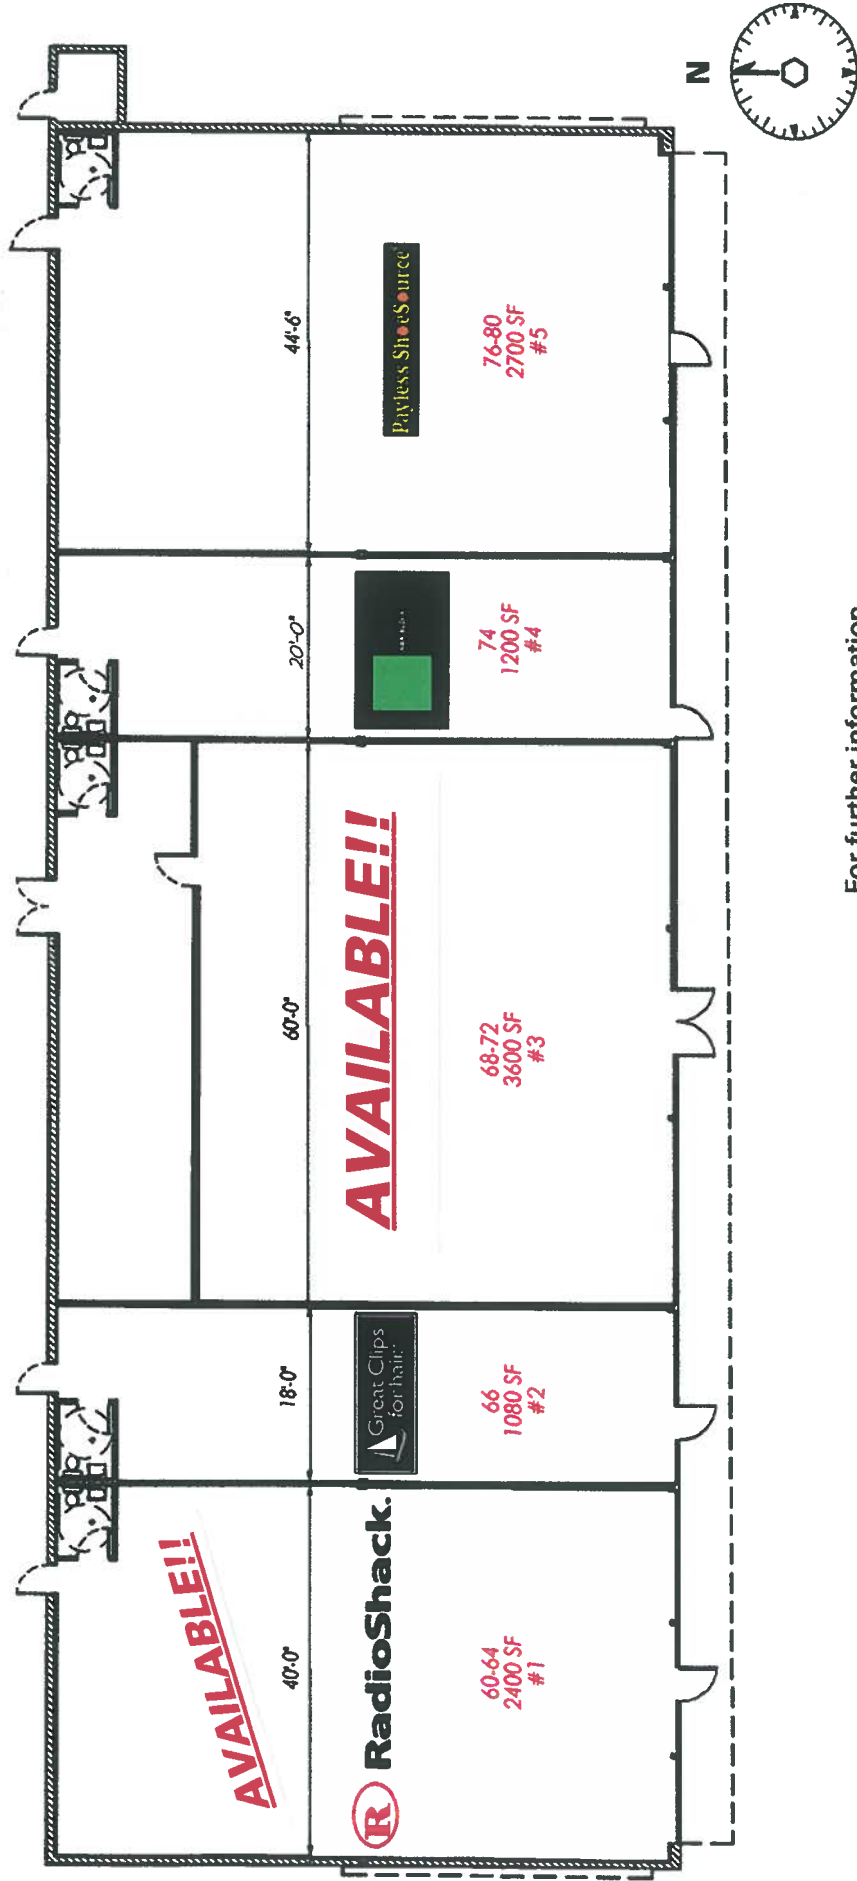 AVAILABLE!!
40'-0"
R RadioShack.
60-64
2400 SF
#1
18'-0"
Great Clips
for hair.
66
1080 SF
#2
60'-0"
AVAILABLE!!
68-72
3600 SF
#3
20'-0"
74
1200 SF
#4
44'-6"
Payless ShoeSource
76-80
2700 SF
#5
N
For further information